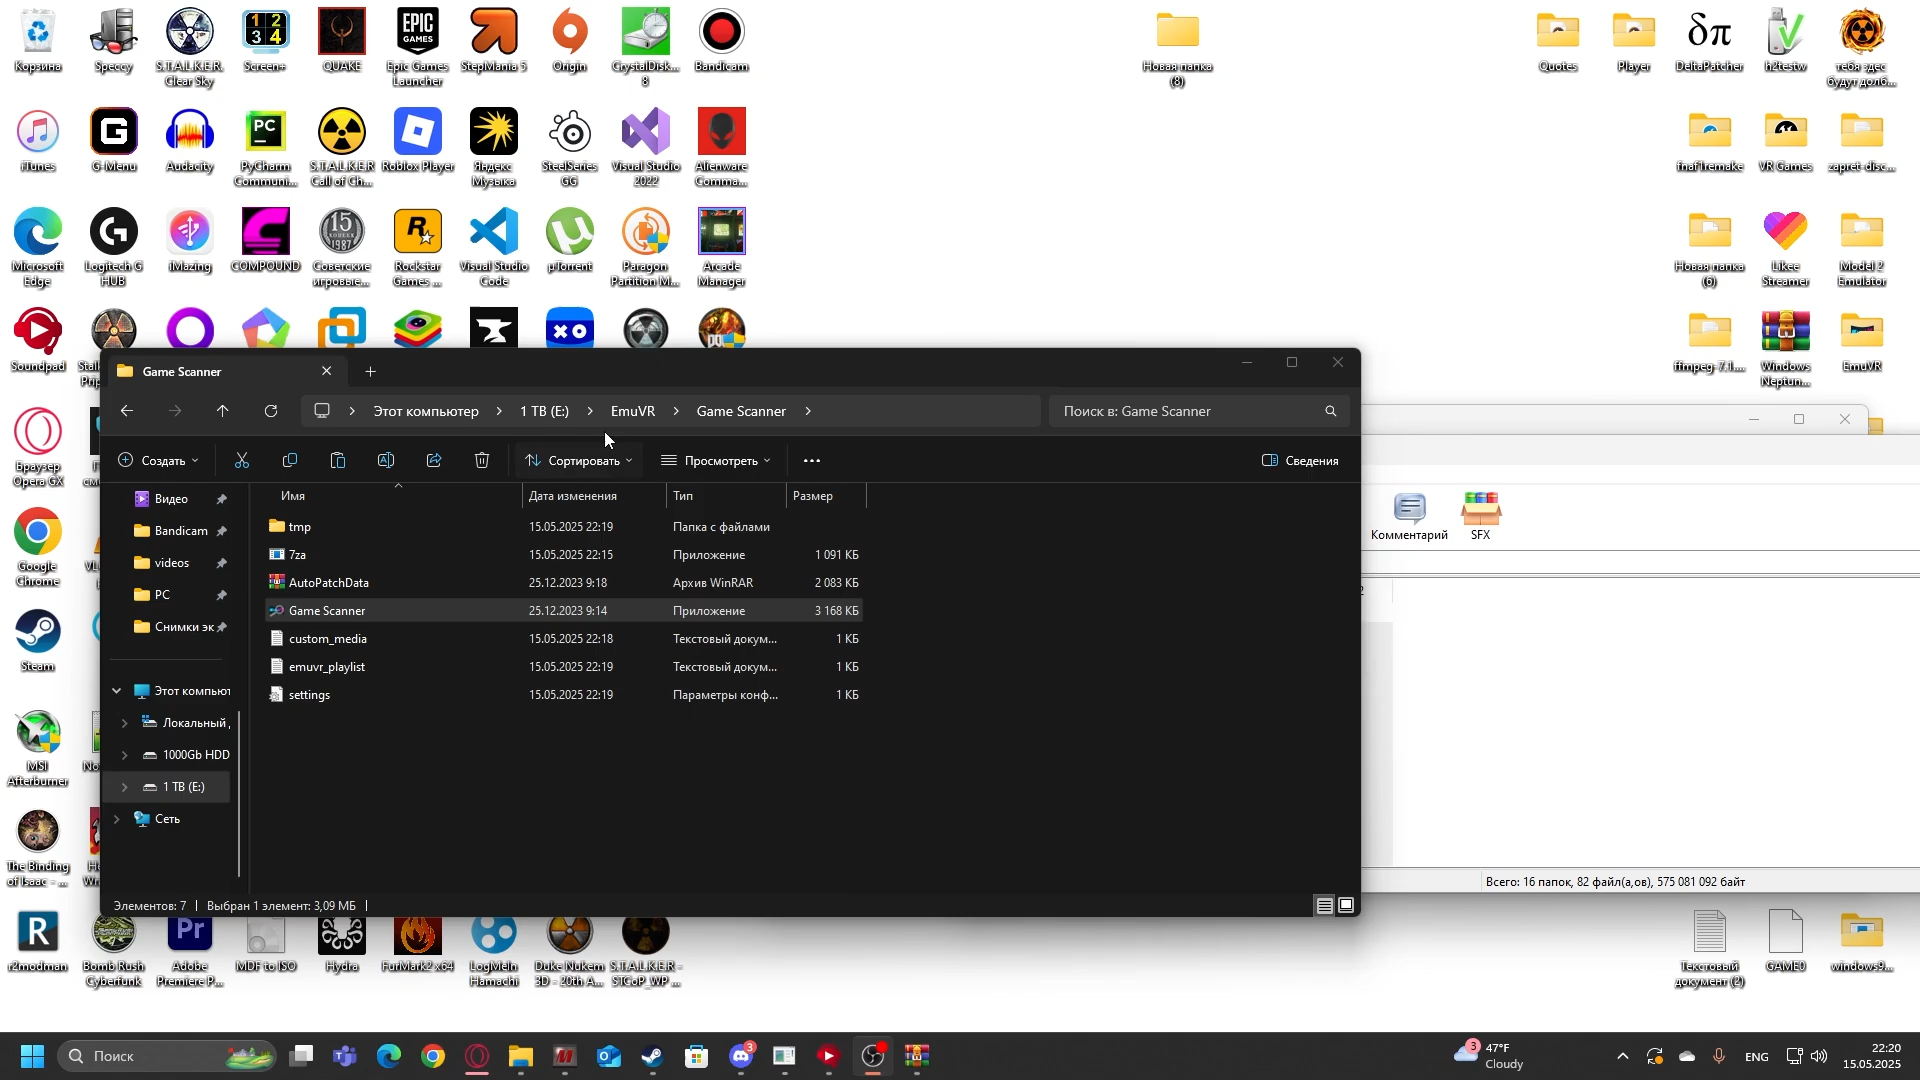 Корзина
Speccy
S.T.A.L.K.E.R. Clear Sky
Screen+
QUAKE
Epic Games Launcher
StepMania 5
Origin
CrystalDisk... 8
Bandicam
Новая папка (8)
Quotes
Player
DeltaPatcher
h2testw
тебя здес будут долб...
iTunes
G-Menu
Audacity
PyCharm Communi...
S.T.A.L.K.E.R Call of Ch...
Roblox Player
Яндекс Музыка
SteelSeries GG
Visual Studio 2022
Alienware Comma...
fnaf1remake
VR Games
zapret-disc...
Microsoft Edge
Logitech G HUB
iMazing
COMPOUND
Советские игровые...
Rockstar Games ...
Visual Studio Code
µTorrent
Paragon Partition M...
Arcade Manager
Новая папка (6)
Likee Streamer
Model 2 Emulator
Soundpad
ffmpeg-7.1....
Windows Neptun...
EmuVR
Game Scanner
Этот компьютер
1 TB (E:)
EmuVR
Game Scanner
Поиск в: Game Scanner
Браузер Opera GX
Создать
Сортировать
Просмотреть
Сведения
Имя
Дата изменения
Тип
Размер
Видео
Bandicam
videos
PC
Снимки эк
tmp 15.05.2025 22:19 Папка с файлами
7za 15.05.2025 22:15 Приложение 1 091 КБ
AutoPatchData 25.12.2023 9:18 Архив WinRAR 2 083 КБ
Game Scanner 25.12.2023 9:14 Приложение 3 168 КБ
custom_media 15.05.2025 22:18 Текстовый докум... 1 КБ
emuvr_playlist 15.05.2025 22:19 Текстовый докум... 1 КБ
settings 15.05.2025 22:19 Параметры конф... 1 КБ
Комментарий
SFX
Google Chrome
Steam
Этот компьют
Локальный
1000Gb HDD
1 TB (E:)
Сеть
MSI Afterburner
The Binding of Isaac - ...
Элементов: 7
Выбран 1 элемент: 3,09 МБ
Всего: 16 папок, 82 файл(а,ов), 575 081 092 байт
r2modman
Bomb Rush Cyberfunk
Adobe Premiere P...
MDF to ISO
Hydra
FurMark2 x64
LogMeIn Hamachi
Duke Nukem 3D - 20th A...
S.T.A.L.K.E.R - STCoP_WP ...
Текстовый документ (2)
GAME0
windows9...
Поиск
3
3
47°F
Cloudy
ENG
22:20
15.05.2025